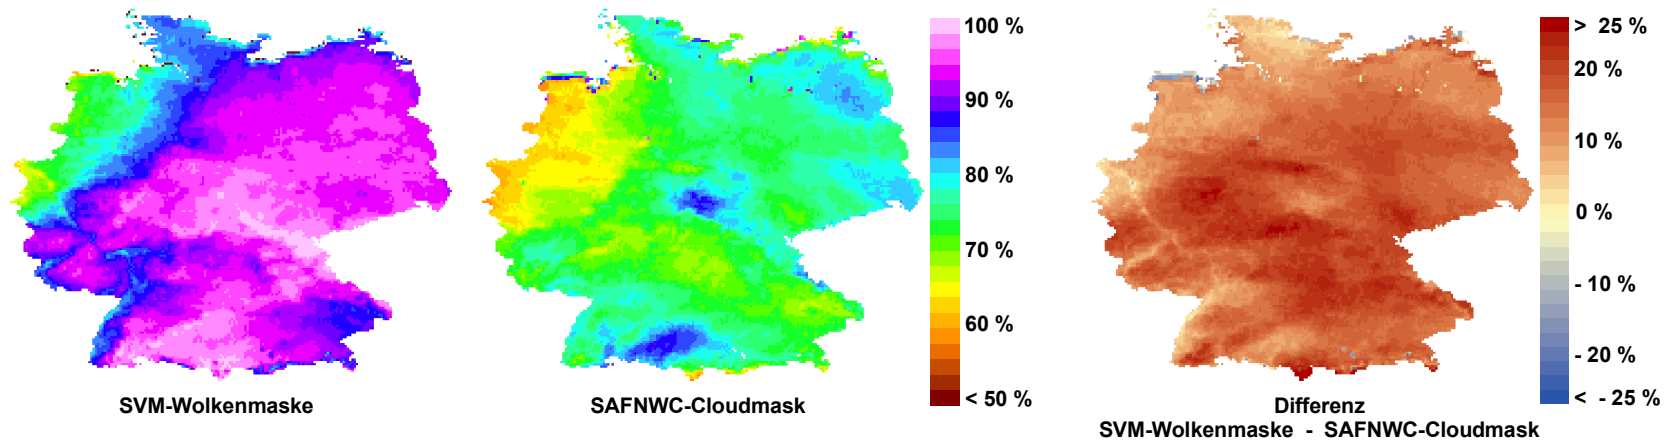 100 %
90 %
80 %
70 %
60 %
< 50 %
> 25 %
20 %
10 %
0 %
- 10 %
- 20 %
< - 25 %
SVM-Wolkenmaske
SAFNWC-Cloudmask
Differenz
SVM-Wolkenmaske - SAFNWC-Cloudmask